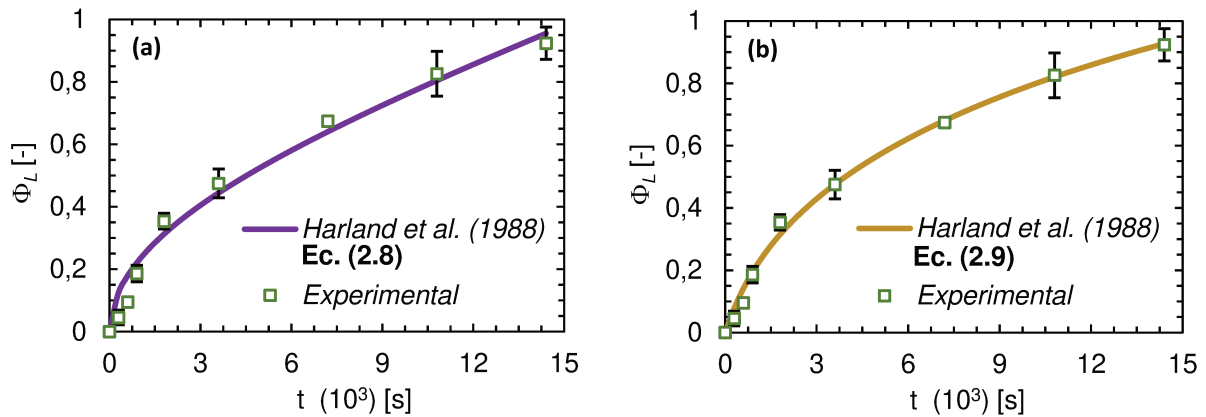 (a)
1
0,8
0,6
0,4
0,2
0
Φ_L [-]
Harland et al. (1988)
Ec. (2.8)
Experimental
0 3 6 9 12 15
t (10³) [s]
(b)
1
0,8
0,6
0,4
0,2
0
Φ_L [-]
Harland et al. (1988)
Ec. (2.9)
Experimental
0 3 6 9 12 15
t (10³) [s]